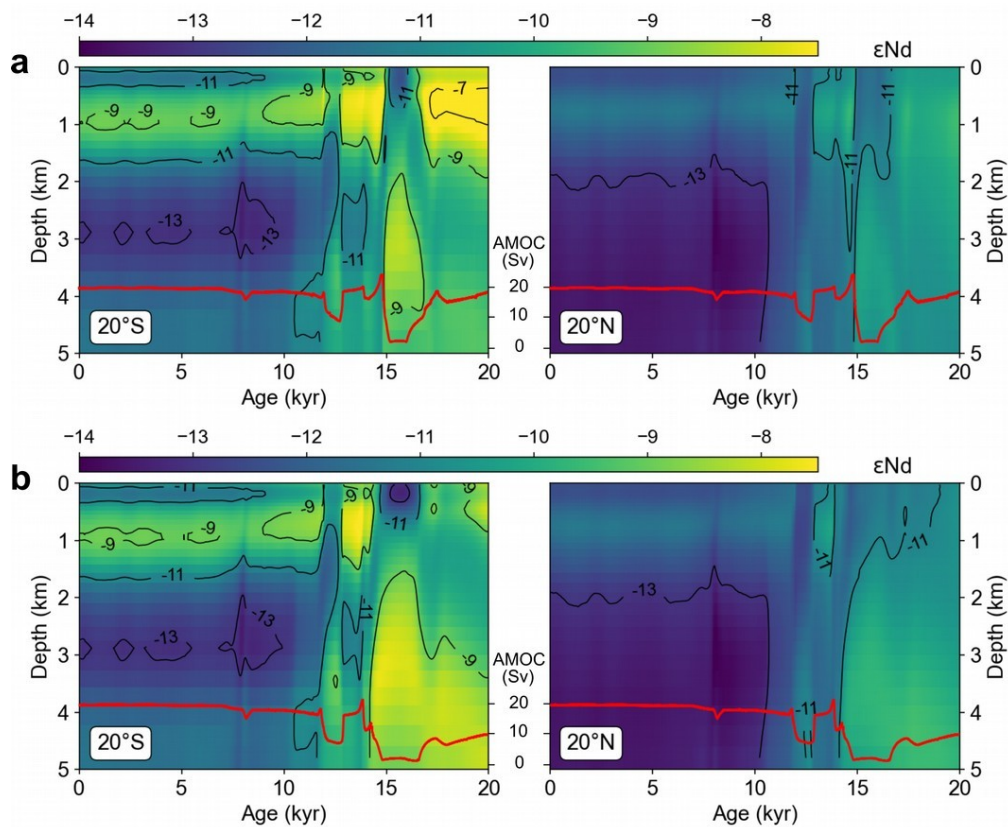 −14 −13 −12 −11 −10 −9 −8
εNd
a
0 1 2 3 4 5
Depth (km)
-11 -9 -9 -9 -9 -9 -11 -7
-11 -9
-13 -13 -11 -9
20°S
0 5 10 15 20
Age (kyr)
AMOC
(Sv)
20
10
0
-11 -11 -11
-13
20°N
0 1 2 3 4 5
Depth (km)
0 5 10 15 20
Age (kyr)
−14 −13 −12 −11 −10 −9 −8
εNd
b
0 1 2 3 4 5
Depth (km)
-11 -9 -9 -9 -9 -9 -11
-11 -9
-13 -13 -11
20°S
0 5 10 15 20
Age (kyr)
AMOC
(Sv)
20
10
0
-11 -11
-13
-11
20°N
0 1 2 3 4 5
Depth (km)
0 5 10 15 20
Age (kyr)